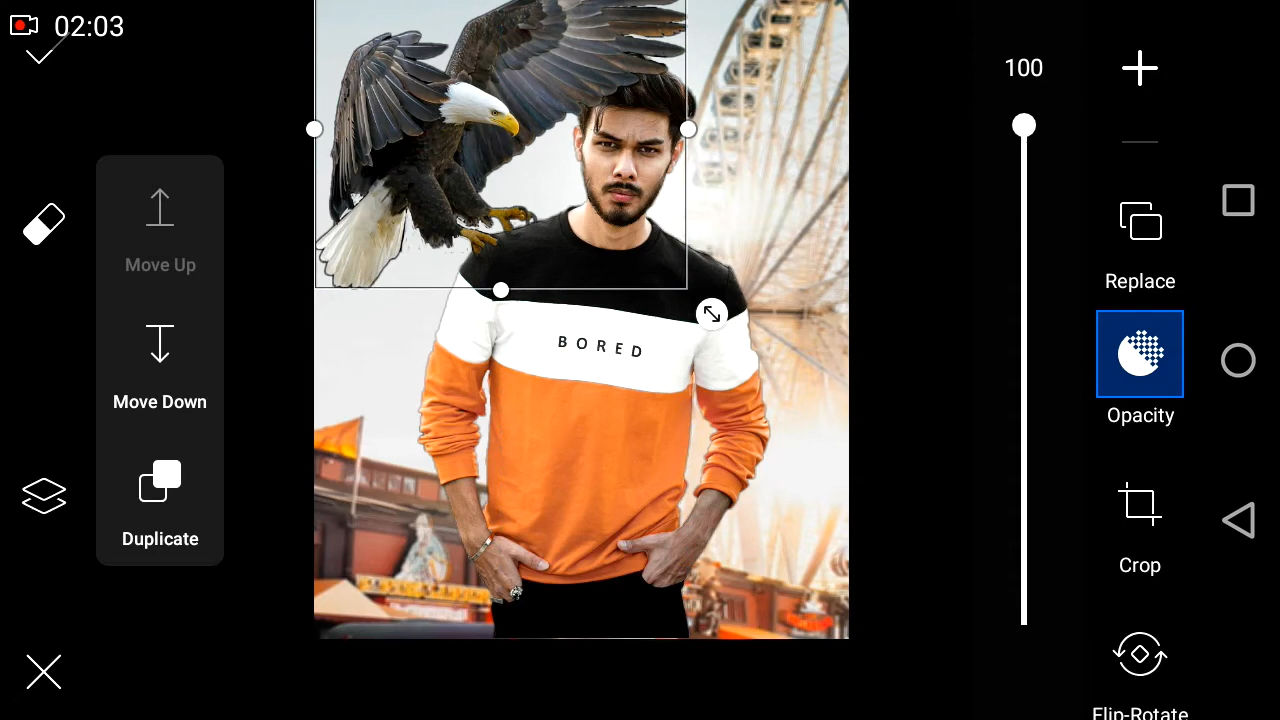 02:03
100
Move Up
Move Down
Duplicate
Replace
Opacity
Crop
Flip-Rotate
BORED